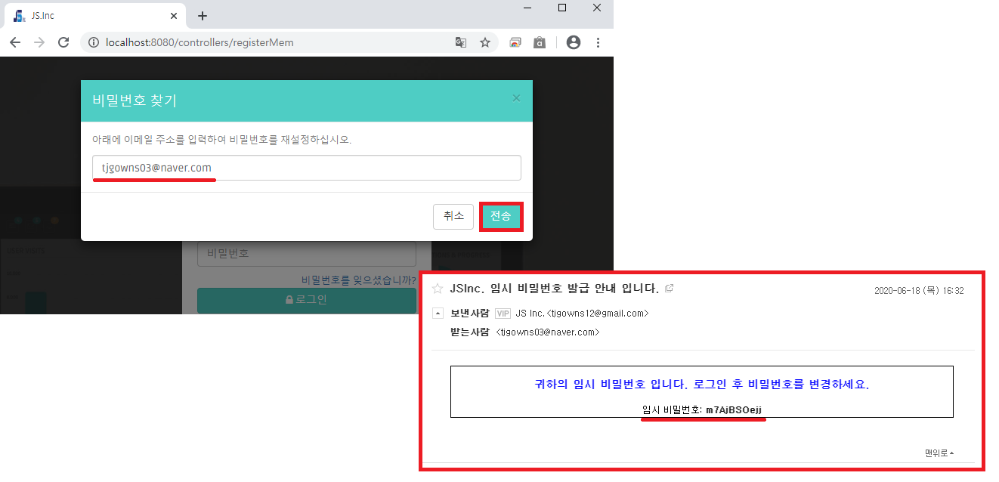 JS.Inc
localhost:8080/controllers/registerMem
비밀번호 찾기
×
아래에 이메일 주소를 입력하여 비밀번호를 재설정하십시오.
tjgowns03@naver.com
취소 전송
비밀번호
비밀번호를 잊으셨습니까?
로그인
JSInc. 임시 비밀번호 발급 안내 입니다.
2020-06-18 (목) 16:32
보낸사람 VIP JS Inc.<tjgowns12@gmail.com>
받는사람 <tjgowns03@naver.com>
귀하의 임시 비밀번호 입니다. 로그인 후 비밀번호를 변경하세요.
임시 비밀번호: m7AjBSOejj
맨위로